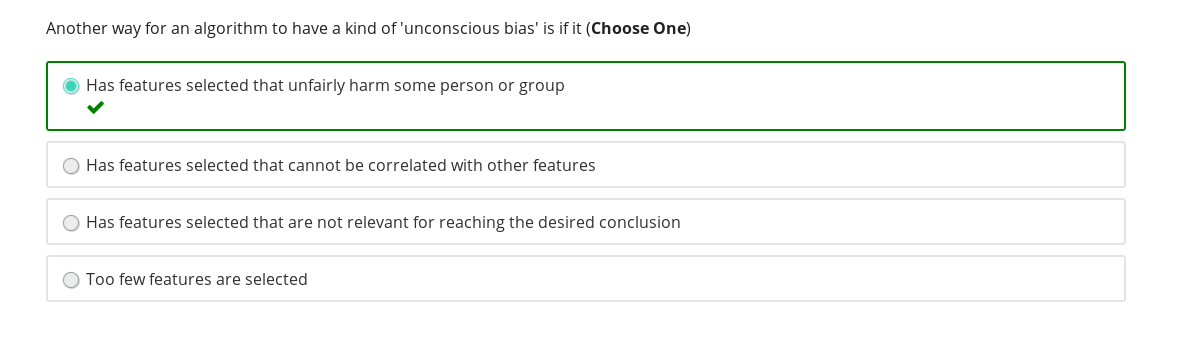 Another way for an algorithm to have a kind of 'unconscious bias' is if it (Choose One)
Has features selected that unfairly harm some person or group
Has features selected that cannot be correlated with other features
Has features selected that are not relevant for reaching the desired conclusion
Too few features are selected